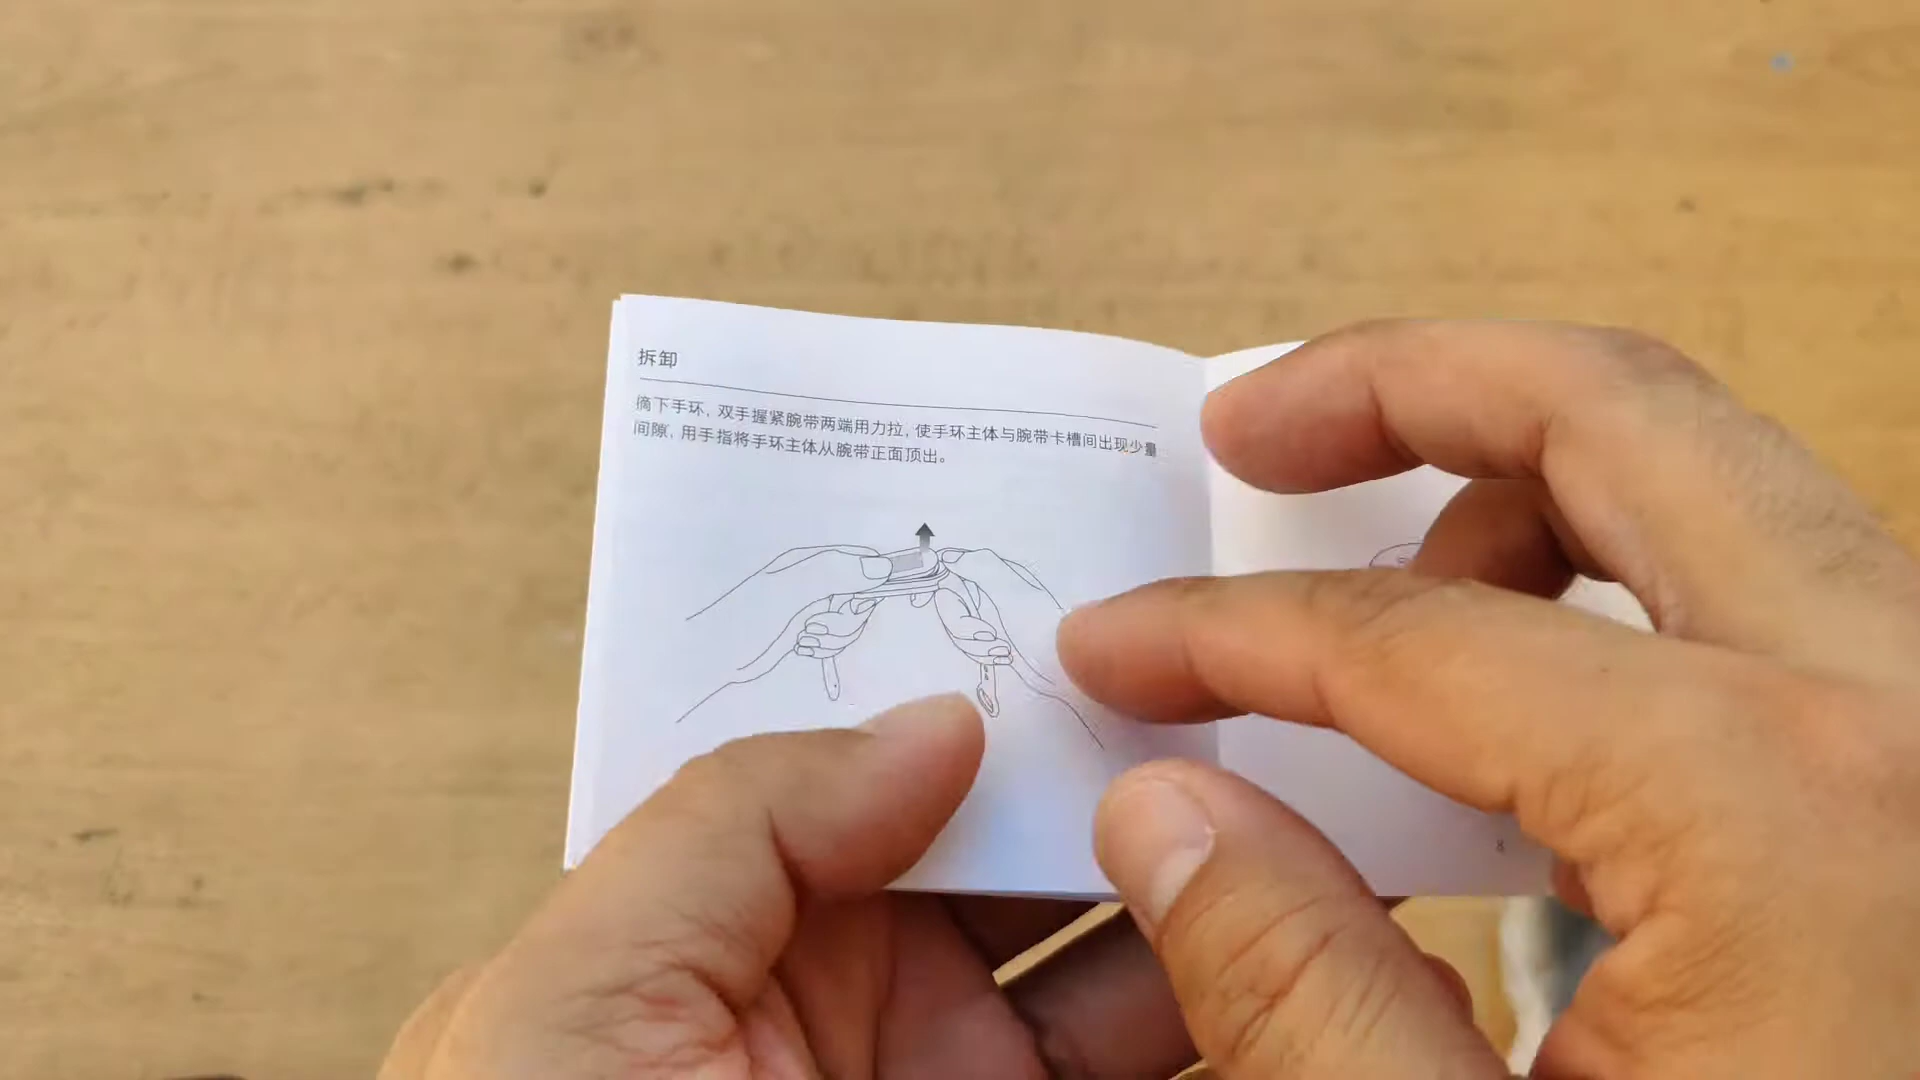 拆卸
摘下手环，双手握紧腕带两端用力拉，使手环主体与腕带卡槽间出现少量
间隙，用手指将手环主体从腕带正面顶出。
8